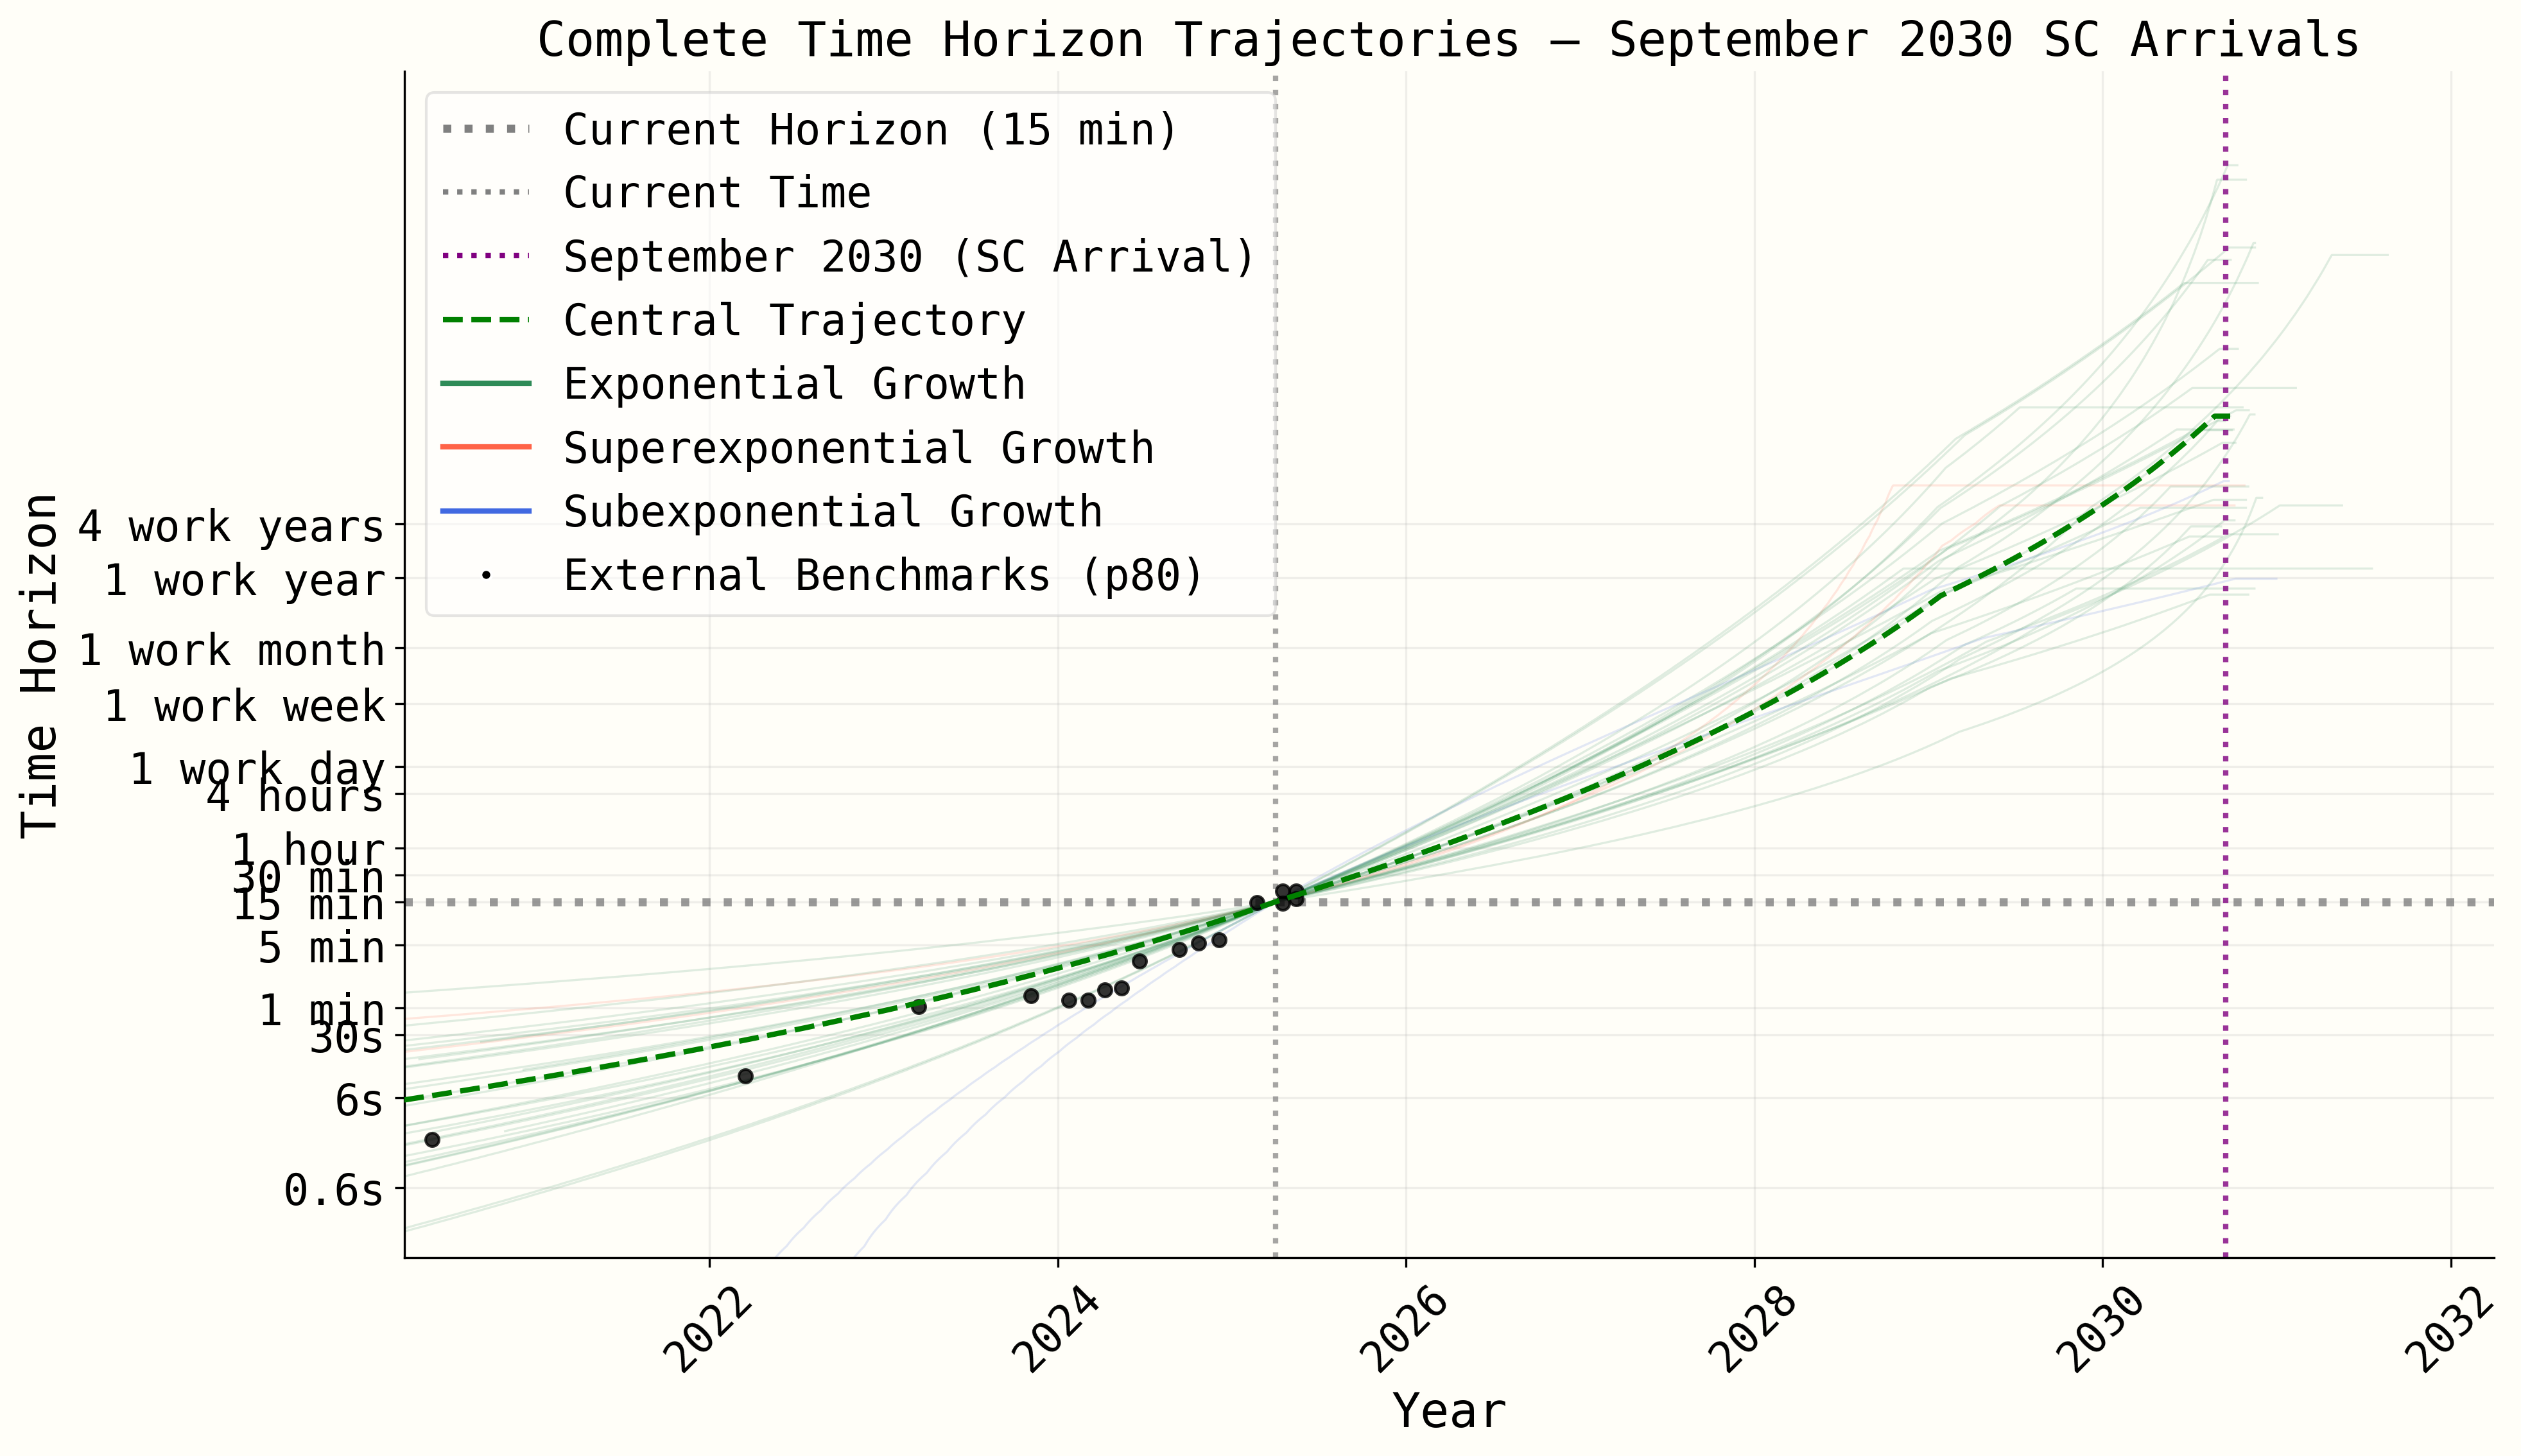 Complete Time Horizon Trajectories – September 2030 SC Arrivals
Current Horizon (15 min)
Current Time
September 2030 (SC Arrival)
Central Trajectory
Exponential Growth
Superexponential Growth
Subexponential Growth
External Benchmarks (p80)
Time Horizon
4 work years
1 work year
1 work month
1 work week
1 work day
4 hours
1 hour
30 min
15 min
5 min
1 min
30s
6s
0.6s
2022
2024
2026
2028
2030
2032
Year